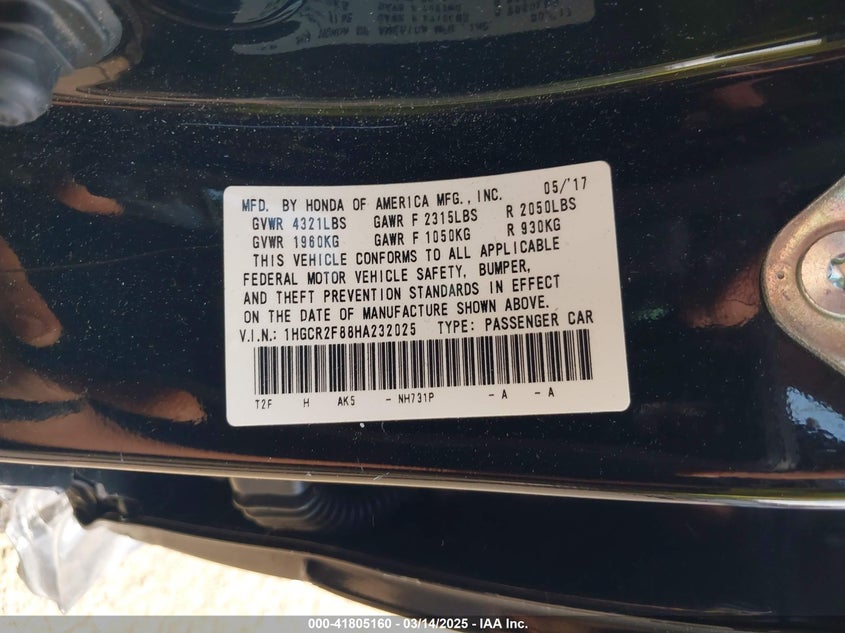 MFD. BY HONDA OF AMERICA MFG., INC. 05/'17
GVWR 4321LBS GAWR F 2315LBS R 2050LBS
GVWR 1960KG GAWR F 1050KG R 930KG
THIS VEHICLE CONFORMS TO ALL APPLICABLE
FEDERAL MOTOR VEHICLE SAFETY, BUMPER,
AND THEFT PREVENTION STANDARDS IN EFFECT
ON THE DATE OF MANUFACTURE SHOWN ABOVE.
V.I.N.: 1HGCR2F88HA232025 TYPE: PASSENGER CAR
T2F H AK5 - NH731P - A - A
000-41805160 - 03/14/2025 - IAA Inc.